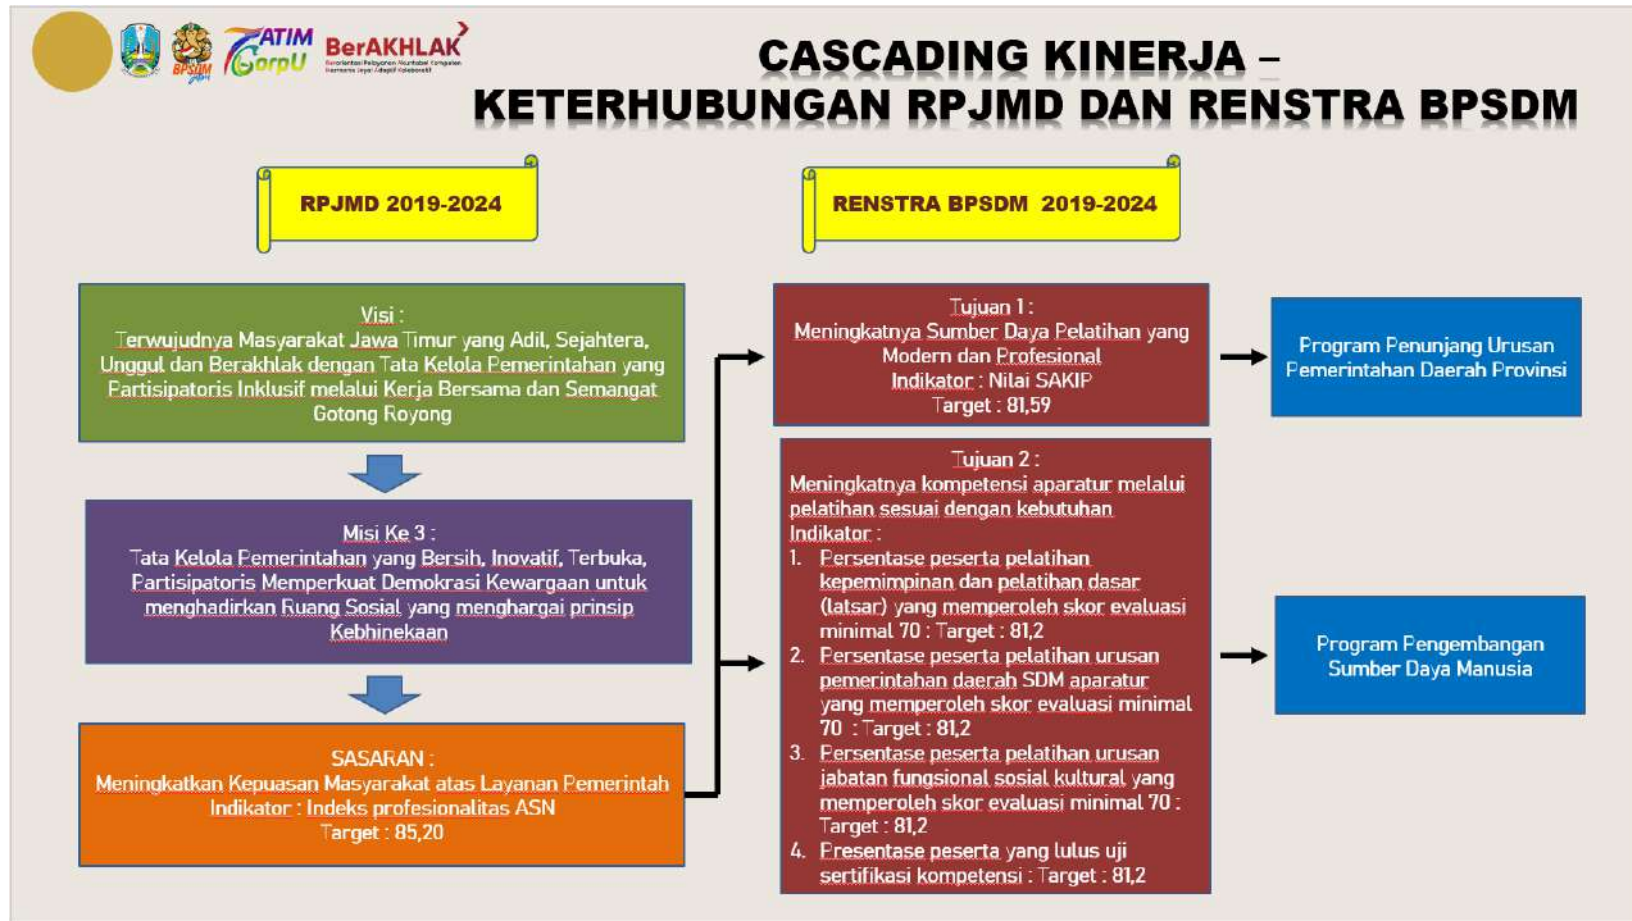 JATIM
CorpU
BPSDM
BerAKHLAK
Berorientasi Pelayanan Akuntabel Kompeten
Harmonis Loyal Adaptif Kolaboratif
CASCADING KINERJA –
KETERHUBUNGAN RPJMD DAN RENSTRA BPSDM
RPJMD 2019-2024
RENSTRA BPSDM 2019-2024
Visi :
Terwujudnya Masyarakat Jawa Timur yang Adil, Sejahtera,
Unggul dan Berakhlak dengan Tata Kelola Pemerintahan yang
Partisipatoris Inklusif melalui Kerja Bersama dan Semangat
Gotong Royong
Misi Ke 3 :
Tata Kelola Pemerintahan yang Bersih, Inovatif, Terbuka,
Partisipatoris Memperkuat Demokrasi Kewargaan untuk
menghadirkan Ruang Sosial yang menghargai prinsip
Kebhinekaan
SASARAN :
Meningkatkan Kepuasan Masyarakat atas Layanan Pemerintah
Indikator : Indeks profesionalitas ASN
Target : 85,20
Tujuan 1 :
Meningkatnya Sumber Daya Pelatihan yang
Modern dan Profesional
Indikator : Nilai SAKIP
Target : 81,59
Tujuan 2 :
Meningkatnya kompetensi aparatur melalui
pelatihan sesuai dengan kebutuhan
Indikator :
1. Persentase peserta pelatihan
kepemimpinan dan pelatihan dasar
(latsar) yang memperoleh skor evaluasi
minimal 70 : Target : 81,2
2. Persentase peserta pelatihan urusan
pemerintahan daerah SDM aparatur
yang memperoleh skor evaluasi minimal
70 : Target : 81,2
3. Persentase peserta pelatihan urusan
jabatan fungsional sosial kultural yang
memperoleh skor evaluasi minimal 70 :
Target : 81,2
4. Presentase peserta yang lulus uji
sertifikasi kompetensi : Target : 81,2
Program Penunjang Urusan
Pemerintahan Daerah Provinsi
Program Pengembangan
Sumber Daya Manusia